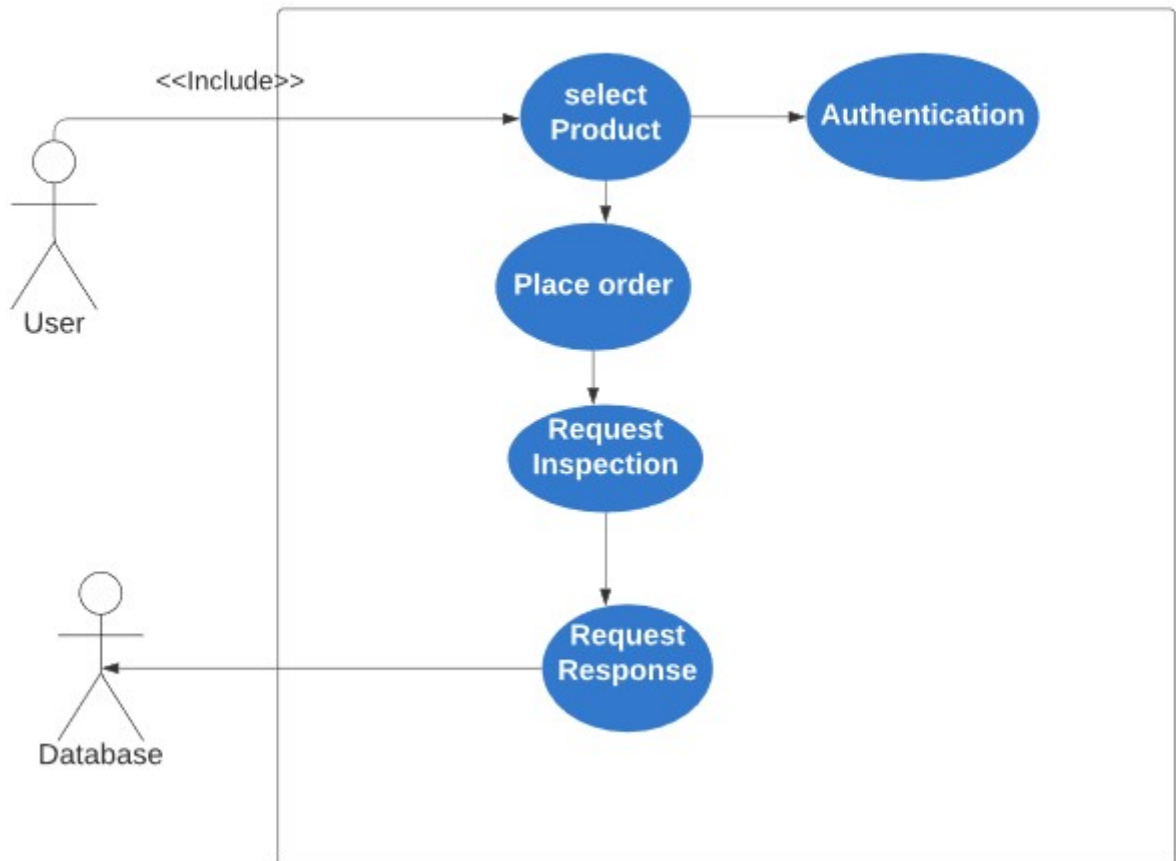 <<Include>>
select
Product
Authentication
Place order
User
Request
Inspection
Request
Response
Database